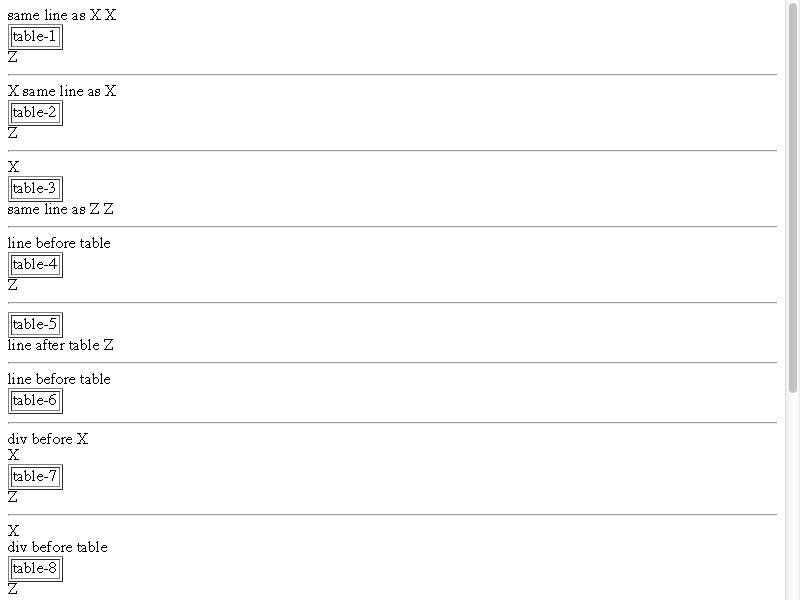 same line as X X
table-1
Z
X same line as X
table-2
Z
X
table-3
same line as Z Z
line before table
table-4
Z
table-5
line after table Z
line before table
table-6
div before X
X
table-7
Z
X
div before table
table-8
Z